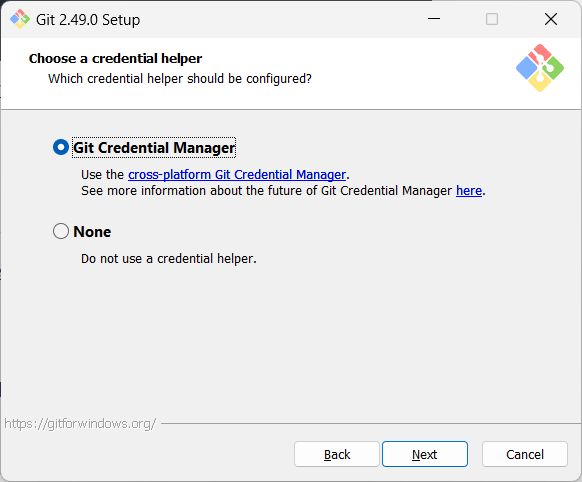 Git 2.49.0 Setup
Choose a credential helper
Which credential helper should be configured?
Git Credential Manager
Use the cross-platform Git Credential Manager.
See more information about the future of Git Credential Manager here.
None
Do not use a credential helper.
https://gitforwindows.org/
Back Next Cancel